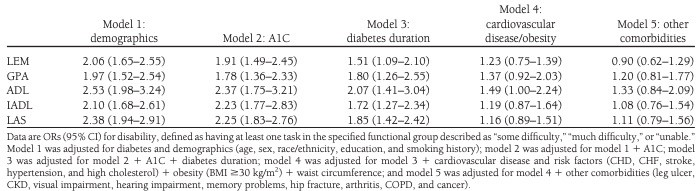 Model 1: demographics Model 2: A1C Model 3: diabetes duration Model 4: cardiovascular disease/obesity Model 5: other comorbidities
LEM 2.06 (1.65–2.55) 1.91 (1.49–2.45) 1.51 (1.09–2.10) 1.23 (0.75–1.39) 0.90 (0.62–1.29)
GPA 1.97 (1.52–2.54) 1.78 (1.36–2.33) 1.80 (1.26–2.55) 1.37 (0.92–2.03) 1.20 (0.81–1.77)
ADL 2.53 (1.98–3.24) 2.37 (1.75–3.21) 2.07 (1.41–3.04) 1.49 (1.00–2.24) 1.33 (0.84–2.09)
IADL 2.10 (1.68–2.61) 2.23 (1.77–2.83) 1.72 (1.27–2.34) 1.19 (0.87–1.64) 1.08 (0.76–1.54)
LAS 2.38 (1.94–2.91) 2.25 (1.83–2.76) 1.85 (1.42–2.42) 1.16 (0.89–1.51) 1.11 (0.79–1.56)
Data are ORs (95% CI) for disability, defined as having at least one task in the specified functional group described as “some difficulty,” “much difficulty,” or “unable.”
Model 1 was adjusted for diabetes and demographics (age, sex, race/ethnicity, education, and smoking history); model 2 was adjusted for model 1 + A1C; model
3 was adjusted for model 2 + A1C + diabetes duration; model 4 was adjusted for model 3 + cardiovascular disease and risk factors (CHD, CHF, stroke,
hypertension, and high cholesterol) + obesity (BMI ≥30 kg/m²) + waist circumference; and model 5 was adjusted for model 4 + other comorbidities (leg ulcer,
CKD, visual impairment, hearing impairment, memory problems, hip fracture, arthritis, COPD, and cancer).